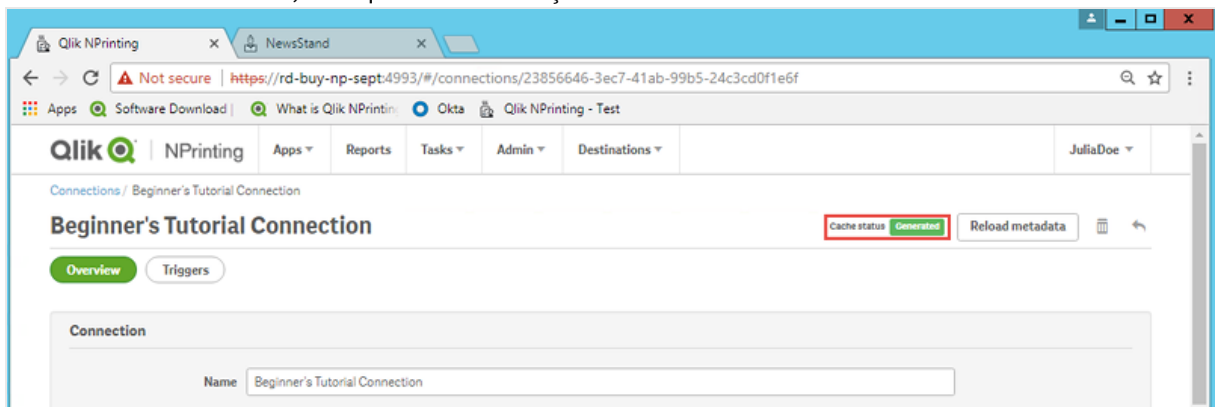 Qlik NPrinting NewsStand
Not secure https://rd-buy-np-sept:4993/#/connections/23856646-3ec7-41ab-99b5-24c3cd0f1e6f
Apps Software Download | What is Qlik NPrintin Okta Qlik NPrinting - Test
Qlik NPrinting Apps Reports Tasks Admin Destinations JuliaDoe
Connections / Beginner's Tutorial Connection
Beginner's Tutorial Connection Cache status Generated Reload metadata
Overview Triggers
Connection
Name Beginner's Tutorial Connection